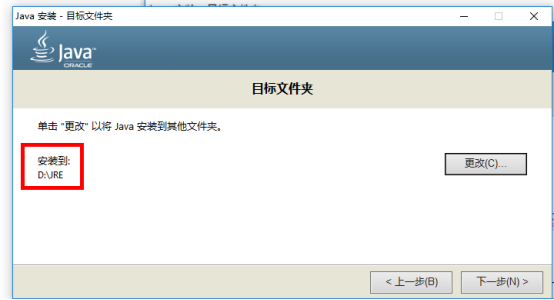 Java 安装 - 目标文件夹
Java
ORACLE
目标文件夹
单击 "更改" 以将 Java 安装到其他文件夹。
安装到:
D:\JRE
更改(C)...
< 上一步(B)
下一步(N) >